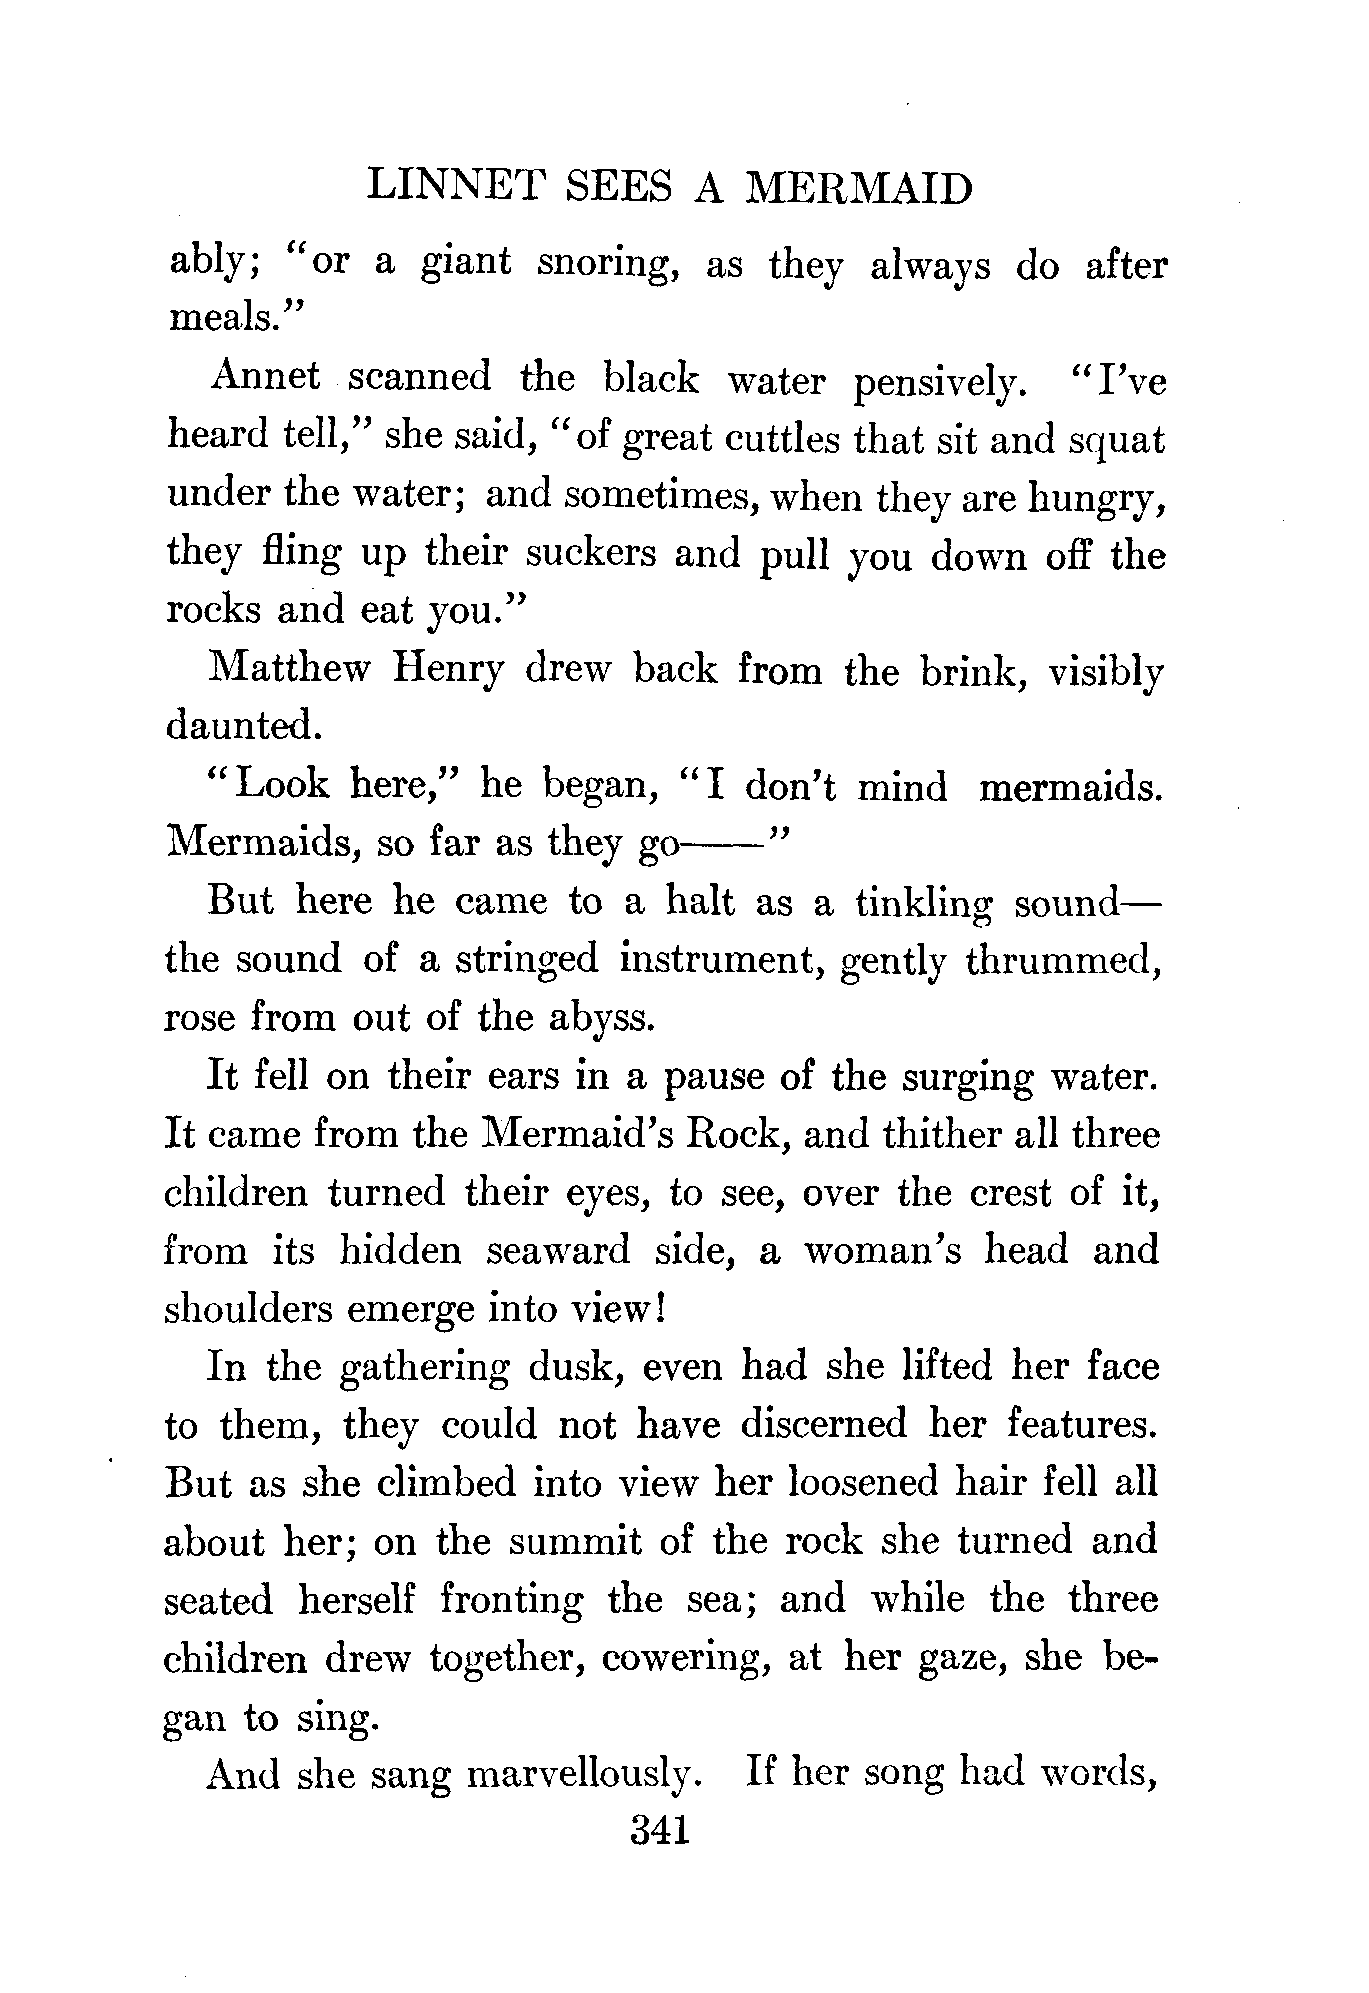 LINNET SEES A MERMAID
ably; "or a giant snoring, as they always do after
meals."
Annet scanned the black water pensively. "I've
heard tell," she said, "of great cuttles that sit and squat
under the water; and sometimes, when they are hungry,
they fling up their suckers and pull you down off the
rocks and eat you."
Matthew Henry drew back from the brink, visibly
daunted.
"Look here," he began, "I don't mind mermaids.
Mermaids, so far as they go——"
But here he came to a halt as a tinkling sound—
the sound of a stringed instrument, gently thrummed,
rose from out of the abyss.
It fell on their ears in a pause of the surging water.
It came from the Mermaid's Rock, and thither all three
children turned their eyes, to see, over the crest of it,
from its hidden seaward side, a woman's head and
shoulders emerge into view!
In the gathering dusk, even had she lifted her face
to them, they could not have discerned her features.
But as she climbed into view her loosened hair fell all
about her; on the summit of the rock she turned and
seated herself fronting the sea; and while the three
children drew together, cowering, at her gaze, she be-
gan to sing.
And she sang marvellously. If her song had words,
341